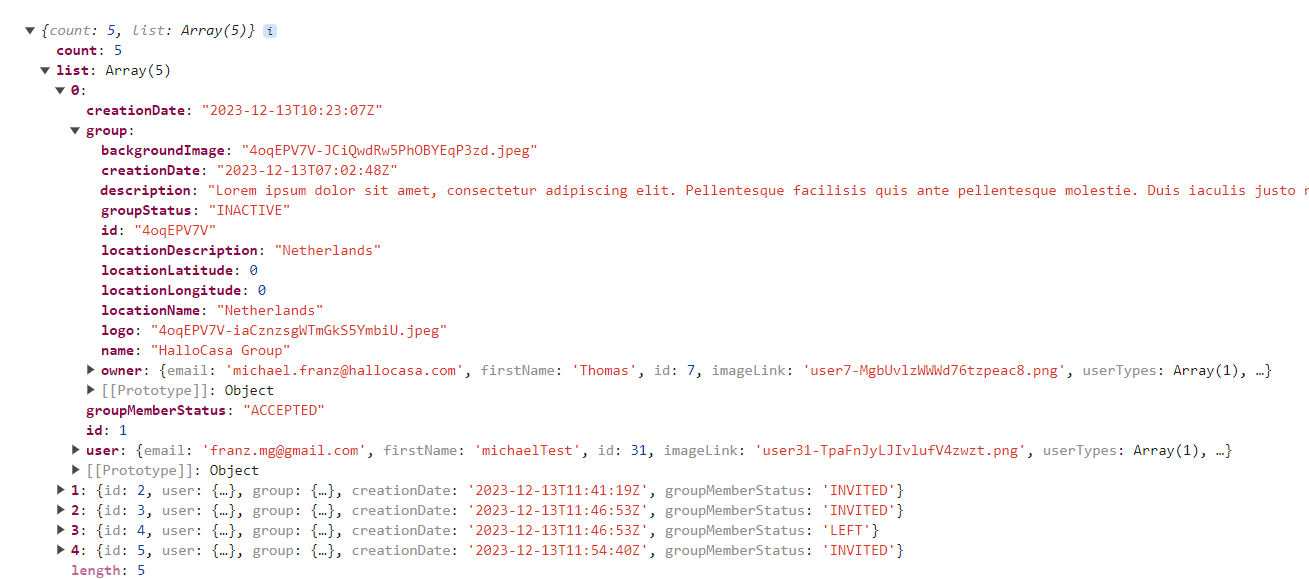 ▼ {count: 5, list: Array(5)} i
count: 5
▼ list: Array(5)
▼ 0:
creationDate: "2023-12-13T10:23:07Z"
▼ group:
backgroundImage: "4oqEPV7V-JCiQwdRw5PhOBYEqP3zd.jpeg"
creationDate: "2023-12-13T07:02:48Z"
description: "Lorem ipsum dolor sit amet, consectetur adipiscing elit. Pellentesque facilisis quis ante pellentesque molestie. Duis iaculis justo
groupStatus: "INACTIVE"
id: "4oqEPV7V"
locationDescription: "Netherlands"
locationLatitude: 0
locationLongitude: 0
locationName: "Netherlands"
logo: "4oqEPV7V-iaCznzsgWTmGkS5YmbiU.jpeg"
name: "HalloCasa Group"
▶ owner: {email: 'michael.franz@hallocasa.com', firstName: 'Thomas', id: 7, imageLink: 'user7-MgbUvlzWWWd76tzpeac8.png', userTypes: Array(1), …}
▶ [[Prototype]]: Object
groupMemberStatus: "ACCEPTED"
id: 1
▶ user: {email: 'franz.mg@gmail.com', firstName: 'michaelTest', id: 31, imageLink: 'user31-TpaFnJyLJIvlufV4zwzt.png', userTypes: Array(1), …}
▶ [[Prototype]]: Object
▶ 1: {id: 2, user: {…}, group: {…}, creationDate: '2023-12-13T11:41:19Z', groupMemberStatus: 'INVITED'}
▶ 2: {id: 3, user: {…}, group: {…}, creationDate: '2023-12-13T11:46:53Z', groupMemberStatus: 'INVITED'}
▶ 3: {id: 4, user: {…}, group: {…}, creationDate: '2023-12-13T11:46:53Z', groupMemberStatus: 'LEFT'}
▶ 4: {id: 5, user: {…}, group: {…}, creationDate: '2023-12-13T11:54:40Z', groupMemberStatus: 'INVITED'}
length: 5